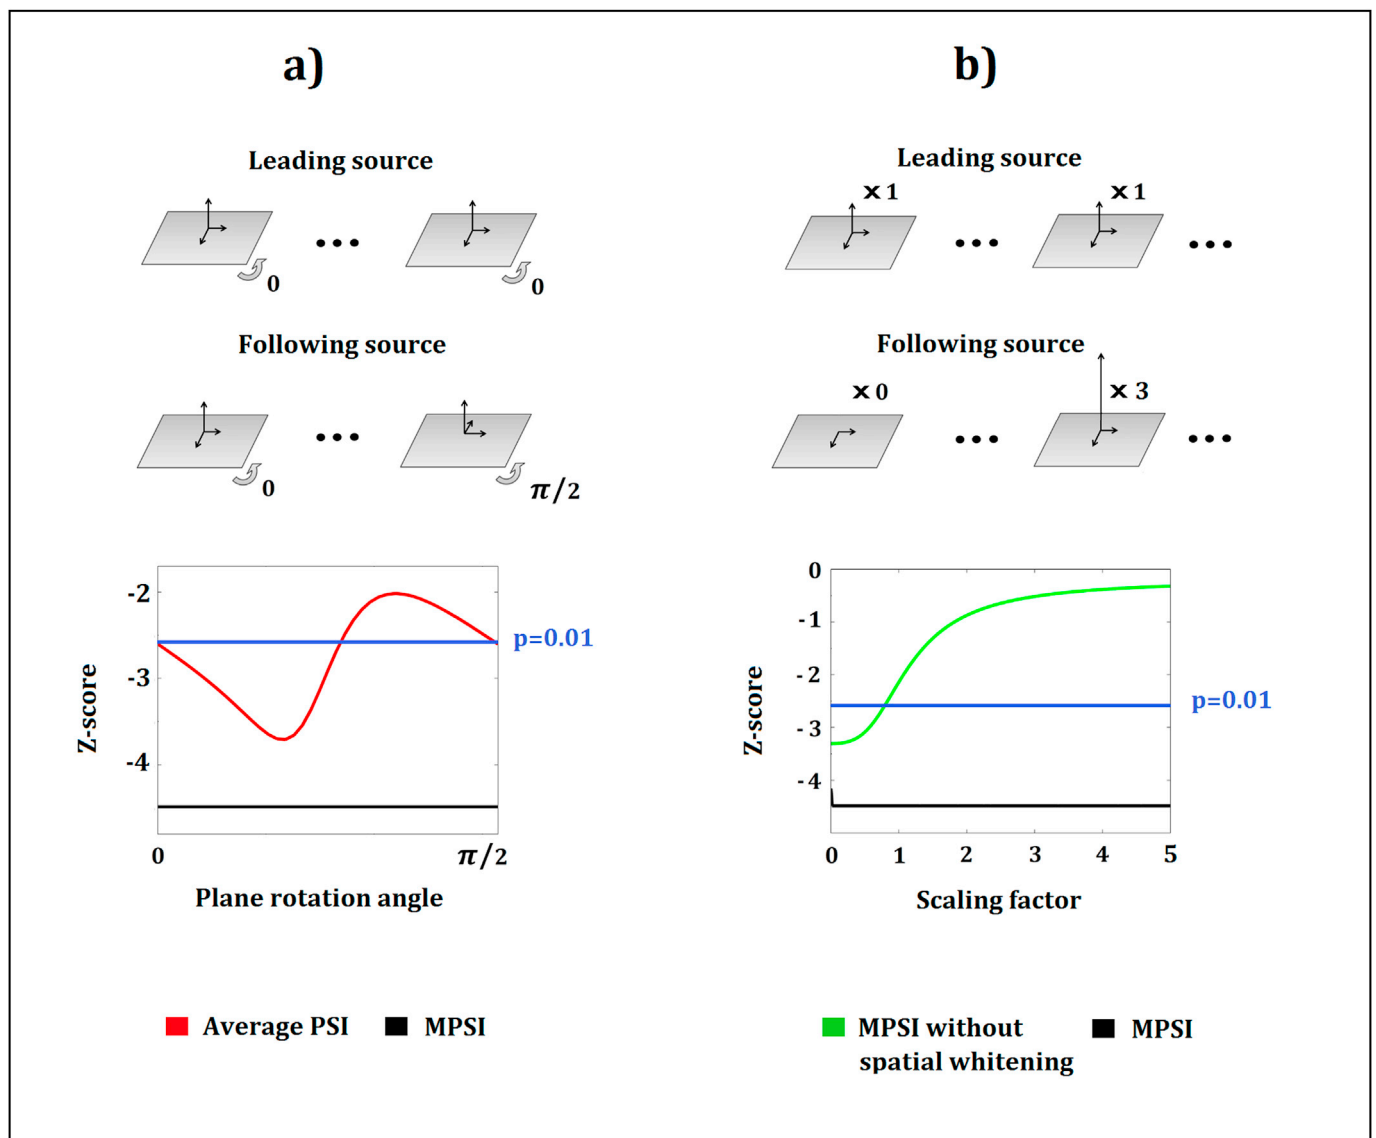 a)
Leading source
0
0
Following source
0
π/2
-2
-3
-4
Z-score
p=0.01
0
π/2
Plane rotation angle
Average PSI
MPSI
b)
Leading source
×1
×1
Following source
×0
×3
0
-1
-2
-3
-4
Z-score
p=0.01
0 1 2 3 4 5
Scaling factor
MPSI without
spatial whitening
MPSI